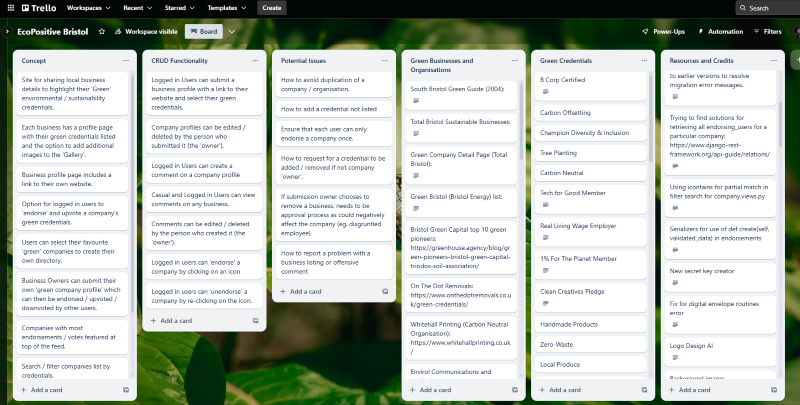 Trello
Workspaces
Recent
Starred
Templates
Create
Search
EcoPositive Bristol
Workspace visible
Board
Power-Ups
Automation
Filters
Concept
Site for sharing local business
details to highlight their 'Green'
environmental / sustainability
credentials.
Each business has a profile page
with their green credentials listed
and the option to add additional
images to the 'Gallery'.
Business profile page includes a
link to their own website.
Option for logged in users to
'endorse' and upvote a company's
green credentials.
Users can select their favourite
'green' companies to create their
own directory.
Business Owners can submit their
own 'green company profile' which
can then be endorsed / upvoted /
downvoted by other users.
Companies with most
endorsements / votes featured at
top of the feed.
Search / filter companies list by
credentials.
Add a card
CRUD Functionality
Logged in Users can submit a
business profile with a link to their
website and select their green
credentials.
Company profiles can be edited /
deleted by the person who
submitted it (the 'owner').
Logged in Users can create a
comment on a company profile
Casual and Logged in Users can view
comments on any business.
Comments can be edited / deleted
by the person who created it (the
'owner').
Logged in users can 'endorse' a
company by clicking on an icon
Logged in users can 'unendorse' a
company by re-clicking on the icon.
Add a card
Potential Issues
How to avoid duplication of a
company / organisation.
How to add a credential not listed
Ensure that each user can only
endorse a company once.
How to request for a credential to be
added / removed if not company
'owner'.
If submission owner chooses to
remove a business, needs to be
approval process as could negatively
affect the company (eg. disgruntled
employee)
How to report a problem with a
business listing or offensive
comment
Add a card
Green Businesses and
Organisations
South Bristol Green Guide (2004):
Total Bristol Sustainable Businesses:
Green Company Detail Page (Total
Bristol):
Green Bristol (Bristol Energy) list:
Bristol Green Capital top 10 green
pioneers:
https://greenhouse.agency/blog/gr
een-pioneers-bristol-green-capital-
triodos-soil-association/
On The Dot Removals:
https://www.onthedotremovals.co.u
k/green-credentials/
Whitehall Printing (Carbon Neutral
Organisation):
https://www.whitehallprinting.co.uk
/
Envirol Communications and
Add a card
Green Credentials
B Corp Certified
Carbon Offsetting
Champion Diversity & Inclusion
Tree Planting
Carbon Neutral
Tech for Good Member
Real Living Wage Employer
1% For The Planet Member
Clean Creatives Pledge
Handmade Products
Zero-Waste
Local Produce
Add a card
Resources and Credits
to earlier versions to resolve
migration error messages.
Trying to find solutions for
retrieving all endorsing_users for a
particular company:
https://www.django-rest-
framework.org/api-guide/relations/
Using icontains for partial match in
filter search for company.views.py
Serializers for use of def create(self,
validated_data) in endorsements
New secret key creator
Fix for digital envelope routines
error
Logo Design AI
Background image:
Add a card